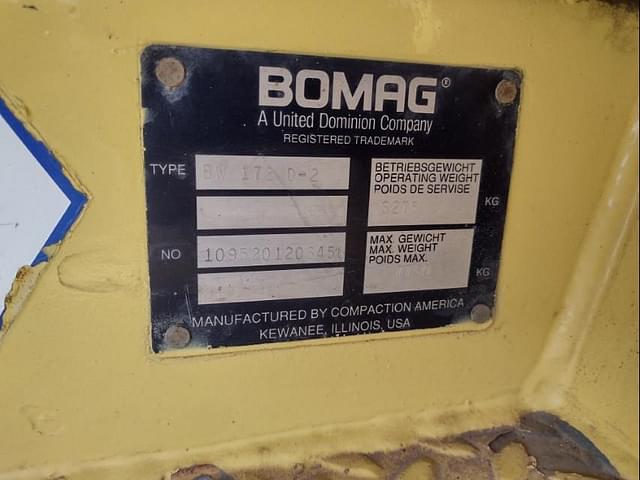 BOMAG®
A United Dominion Company
REGISTERED TRADEMARK
TYPE BW 172 D-2
BETRIEBSGEWICHT
OPERATING WEIGHT
POIDS DE SERVISE
KG
NO
MAX. GEWICHT
MAX. WEIGHT
POIDS MAX.
KG
MANUFACTURED BY COMPACTION AMERICA
KEWANEE, ILLINOIS, USA